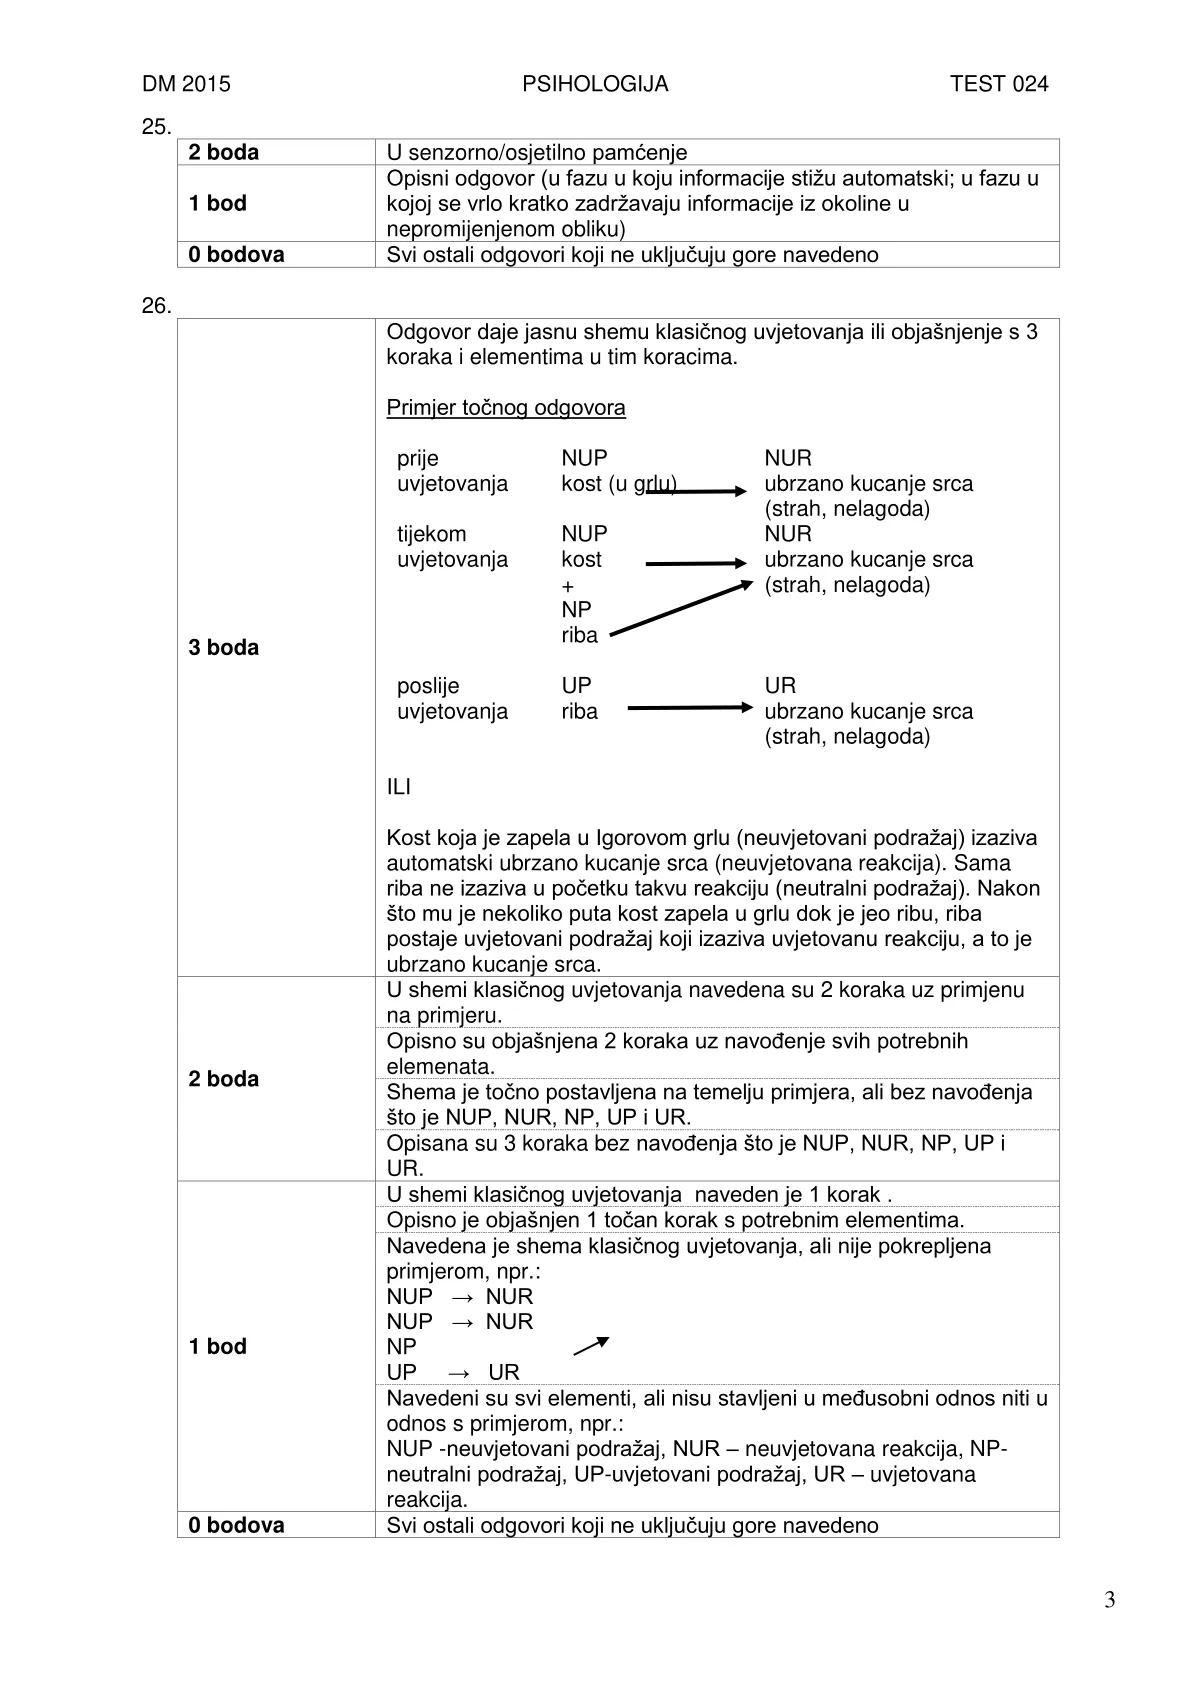 DM 2015 PSIHOLOGIJA TEST 024
25.
2 boda U senzorno/osjetilno pamćenje
1 bod Opisni odgovor (u fazu u koju informacije stižu automatski; u fazu u
kojoj se vrlo kratko zadržavaju informacije iz okoline u
nepromijenjenom obliku)
0 bodova Svi ostali odgovori koji ne uključuju gore navedeno
26.
3 boda
Odgovor daje jasnu shemu klasičnog uvjetovanja ili objašnjenje s 3
koraka i elementima u tim koracima.
Primjer točnog odgovora
prije NUP NUR
uvjetovanja kost (u grlu) ubrzano kucanje srca
(strah, nelagoda)
tijekom NUP NUR
uvjetovanja kost ubrzano kucanje srca
+ (strah, nelagoda)
NP
riba
poslije UP UR
uvjetovanja riba ubrzano kucanje srca
(strah, nelagoda)
ILI
Kost koja je zapela u Igorovom grlu (neuvjetovani podražaj) izaziva
automatski ubrzano kucanje srca (neuvjetovana reakcija). Sama
riba ne izaziva u početku takvu reakciju (neutralni podražaj). Nakon
što mu je nekoliko puta kost zapela u grlu dok je jeo ribu, riba
postaje uvjetovani podražaj koji izaziva uvjetovanu reakciju, a to je
ubrzano kucanje srca.
2 boda
U shemi klasičnog uvjetovanja navedena su 2 koraka uz primjenu
na primjeru.
Opisno su objašnjena 2 koraka uz navođenje svih potrebnih
elemenata.
Shema je točno postavljena na temelju primjera, ali bez navođenja
što je NUP, NUR, NP, UP i UR.
Opisana su 3 koraka bez navođenja što je NUP, NUR, NP, UP i
UR.
1 bod
U shemi klasičnog uvjetovanja naveden je 1 korak .
Opisno je objašnjen 1 točan korak s potrebnim elementima.
Navedena je shema klasičnog uvjetovanja, ali nije pokrepljena
primjerom, npr.:
NUP → NUR
NUP → NUR
NP
UP → UR
Navedeni su svi elementi, ali nisu stavljeni u međusobni odnos niti u
odnos s primjerom, npr.:
NUP -neuvjetovani podražaj, NUR – neuvjetovana reakcija, NP-
neutralni podražaj, UP-uvjetovani podražaj, UR – uvjetovana
reakcija.
0 bodova Svi ostali odgovori koji ne uključuju gore navedeno
3